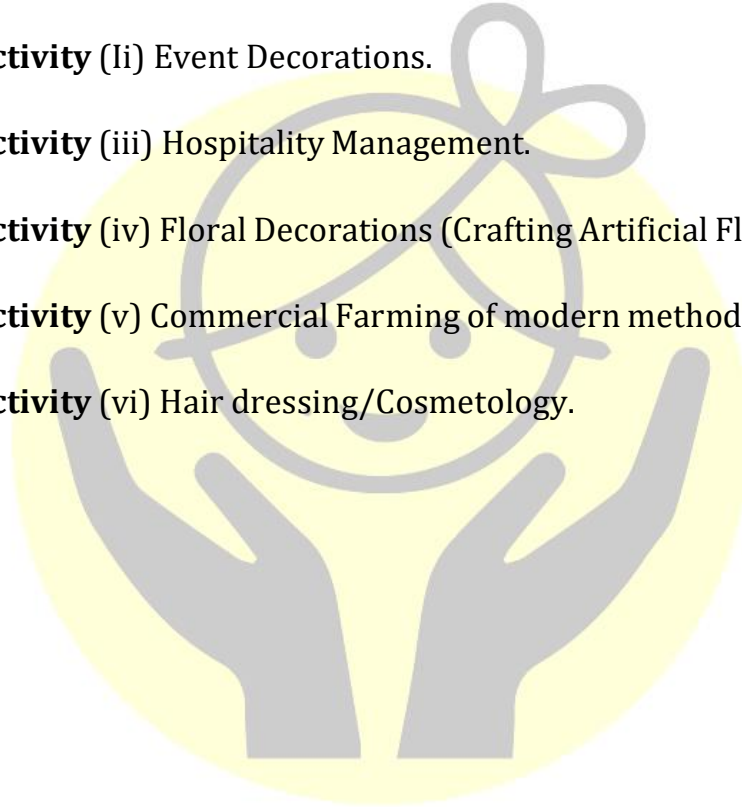 ctivity (Ii) Event Decorations.
ctivity (iii) Hospitality Management.
ctivity (iv) Floral Decorations (Crafting Artificial Fl
ctivity (v) Commercial Farming of modern method
ctivity (vi) Hair dressing/Cosmetology.